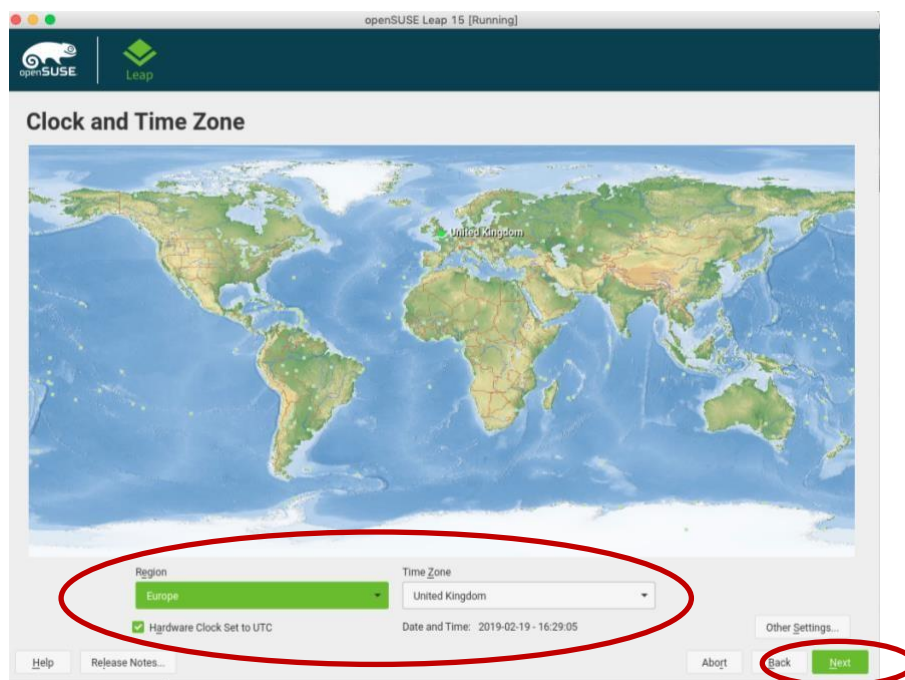 openSUSE Leap 15 [Running]
openSUSE
Leap
Clock and Time Zone
United Kingdom
Region
Time Zone
Europe
United Kingdom
Hardware Clock Set to UTC
Date and Time: 2019-02-19 - 16:29:05
Other Settings...
Help
Release Notes...
Abort
Back
Next